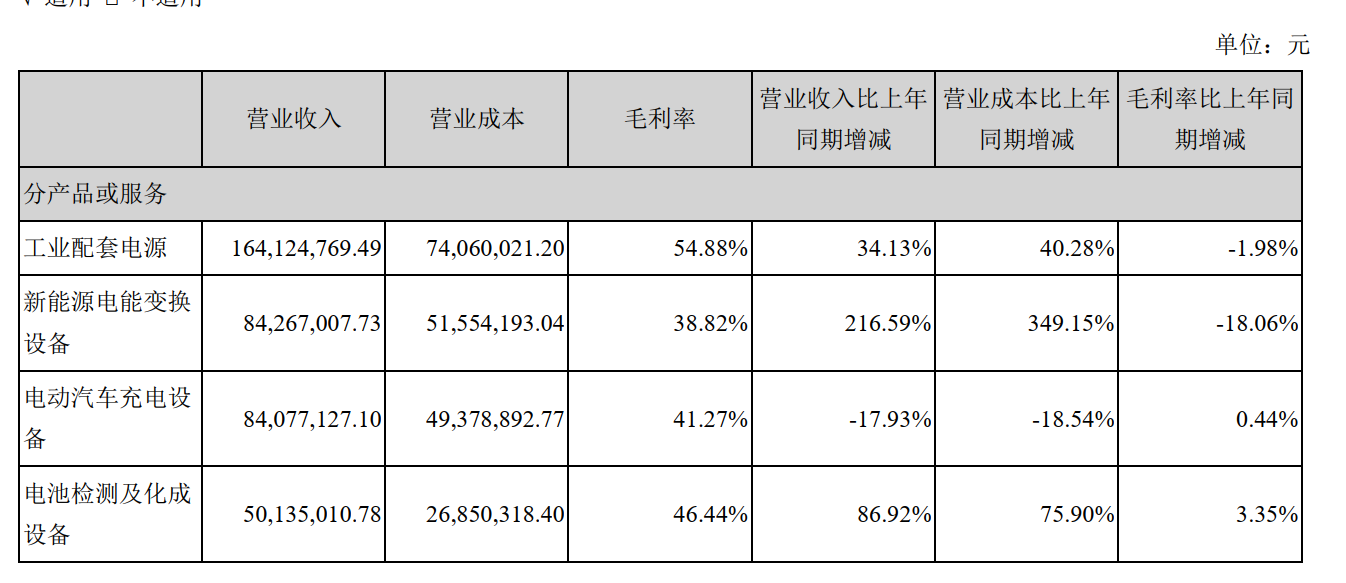 单位：元
营业收入 营业成本 毛利率 营业收入比上年同期增减 营业成本比上年同期增减 毛利率比上年同期增减
分产品或服务
工业配套电源 164,124,769.49 74,060,021.20 54.88% 34.13% 40.28% -1.98%
新能源电能变换设备 84,267,007.73 51,554,193.04 38.82% 216.59% 349.15% -18.06%
电动汽车充电设备 84,077,127.10 49,378,892.77 41.27% -17.93% -18.54% 0.44%
电池检测及化成设备 50,135,010.78 26,850,318.40 46.44% 86.92% 75.90% 3.35%